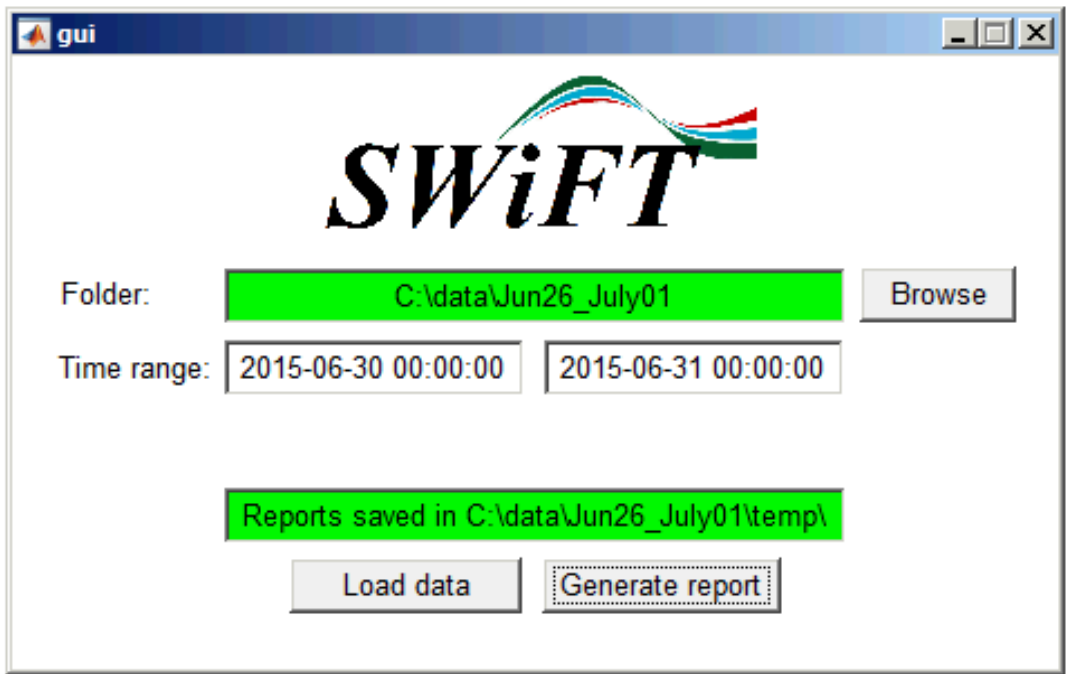 gui
SWiFT
Folder: C:\data\Jun26_July01 Browse
Time range: 2015-06-30 00:00:00 2015-06-31 00:00:00
Reports saved in C:\data\Jun26_July01\temp\
Load data Generate report